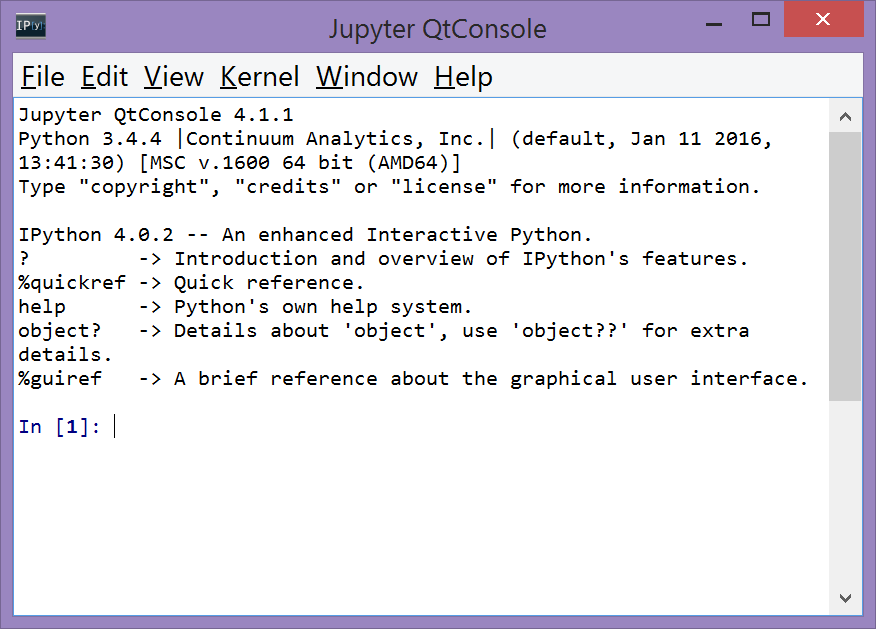 IP[y]
Jupyter QtConsole
File Edit View Kernel Window Help
Jupyter QtConsole 4.1.1
Python 3.4.4 |Continuum Analytics, Inc.| (default, Jan 11 2016,
13:41:30) [MSC v.1600 64 bit (AMD64)]
Type "copyright", "credits" or "license" for more information.
IPython 4.0.2 -- An enhanced Interactive Python.
?         -> Introduction and overview of IPython's features.
%quickref -> Quick reference.
help      -> Python's own help system.
object?   -> Details about 'object', use 'object??' for extra
details.
%guiref   -> A brief reference about the graphical user interface.
In [1]: